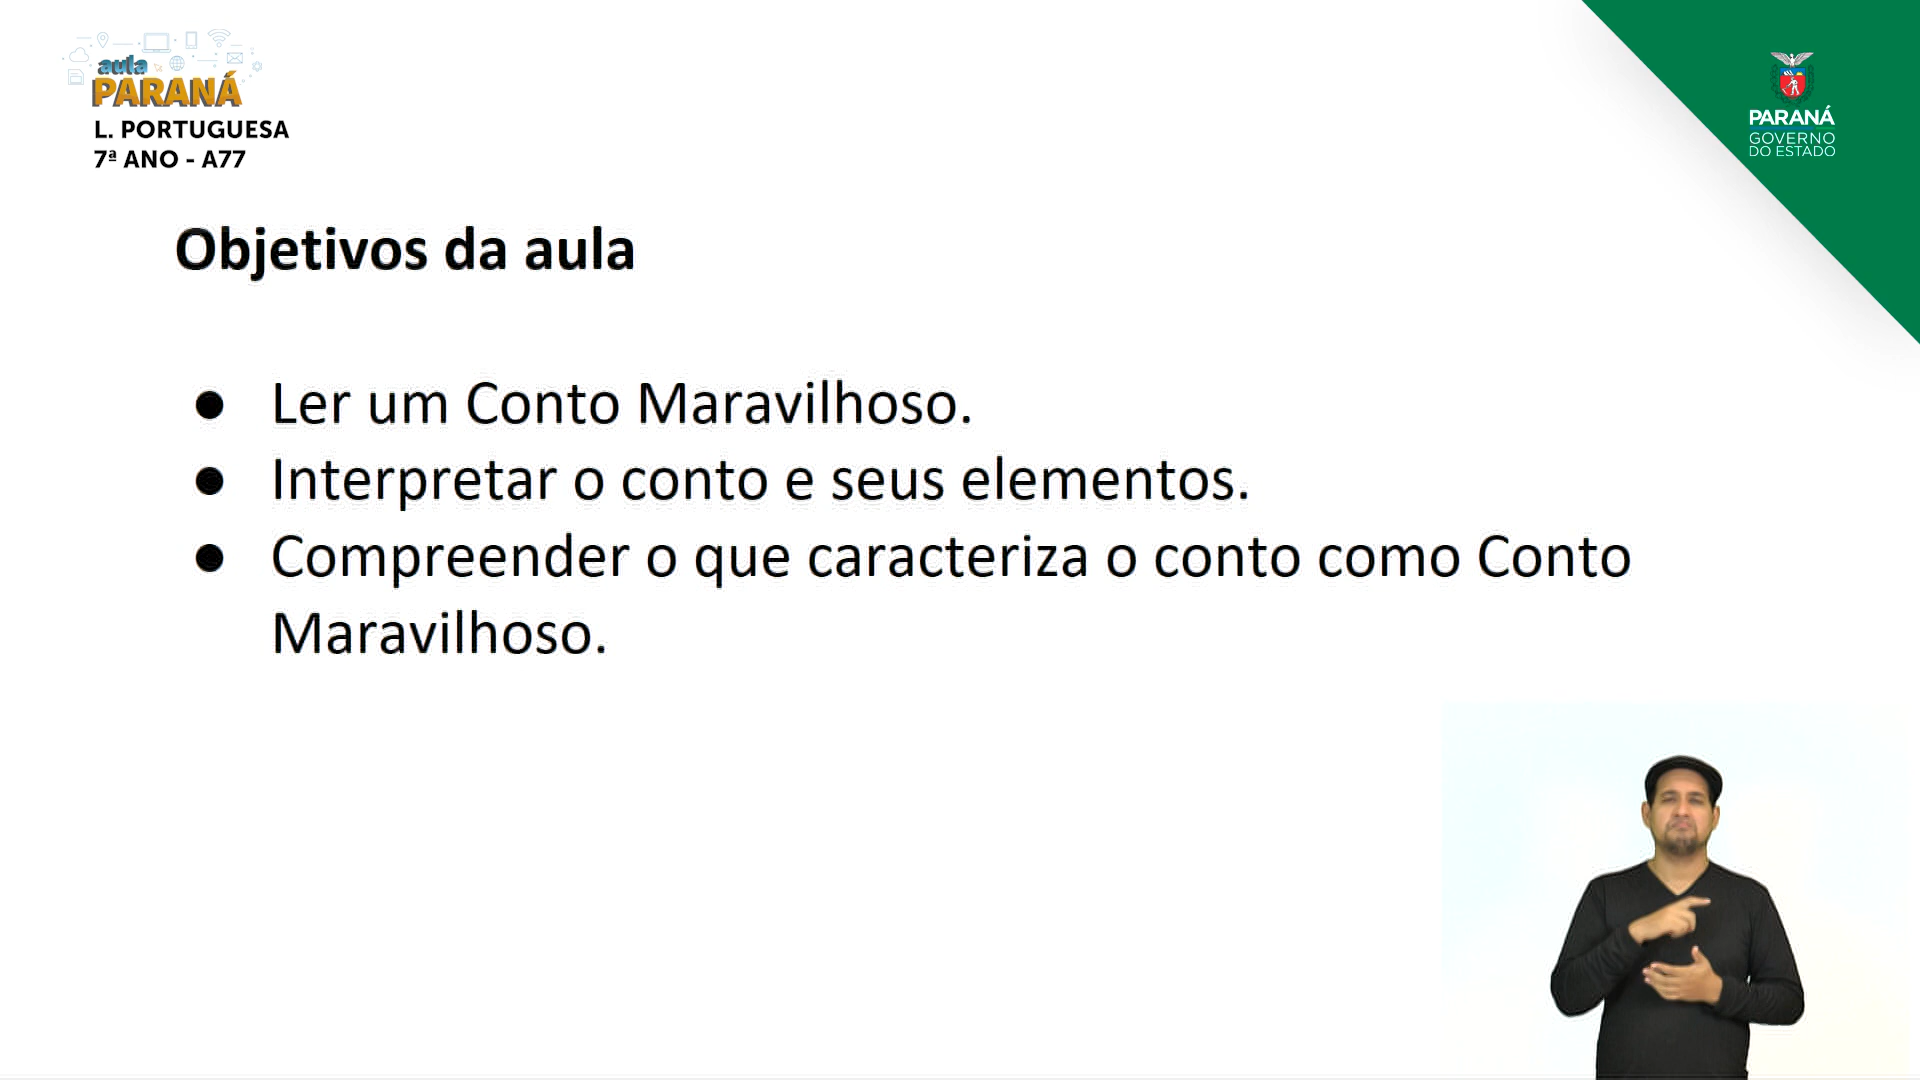 aula
PARANÁ
L. PORTUGUESA
7ª ANO - A77
PARANÁ
GOVERNO
DO ESTADO
Objetivos da aula
● Ler um Conto Maravilhoso.
● Interpretar o conto e seus elementos.
● Compreender o que caracteriza o conto como Conto
Maravilhoso.